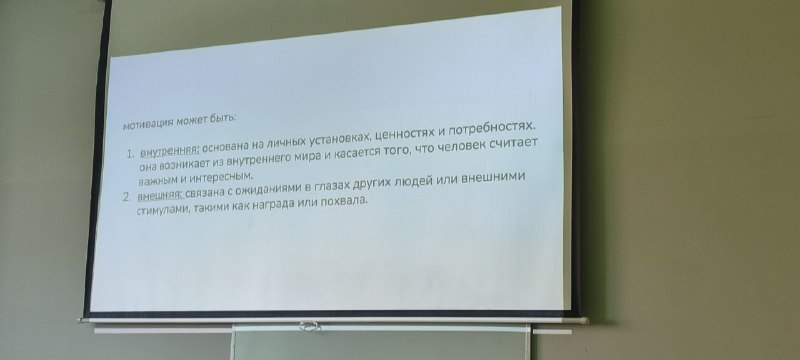 мотивация может быть:
1. внутренняя: основана на личных установках, ценностях и потребностях.
она возникает из внутреннего мира и касается того, что человек считает
важным и интересным.
2. внешняя: связана с ожиданиями в глазах других людей или внешними
стимулами, такими как награда или похвала.